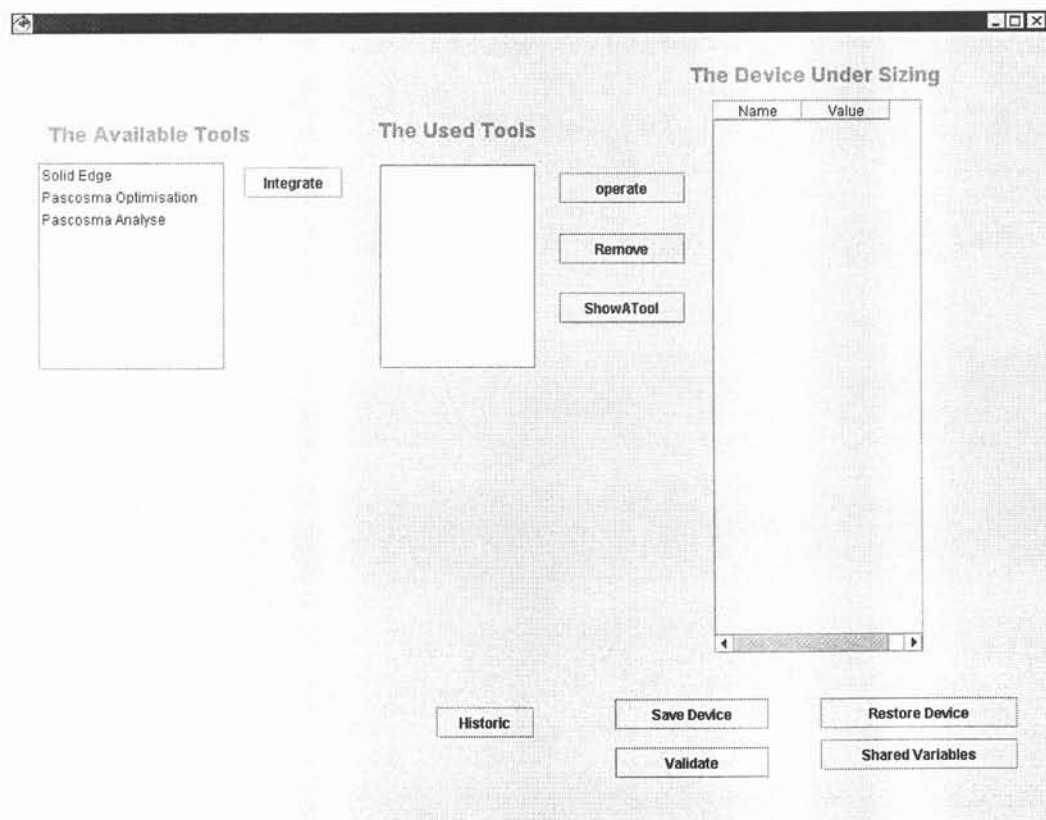 The Device Under Sizing
Name Value
The Available Tools
The Used Tools
Solid Edge
Pascosma Optimisation
Pascosma Analyse
Integrate
operate
Remove
ShowATool
Historic
Save Device
Restore Device
Validate
Shared Variables